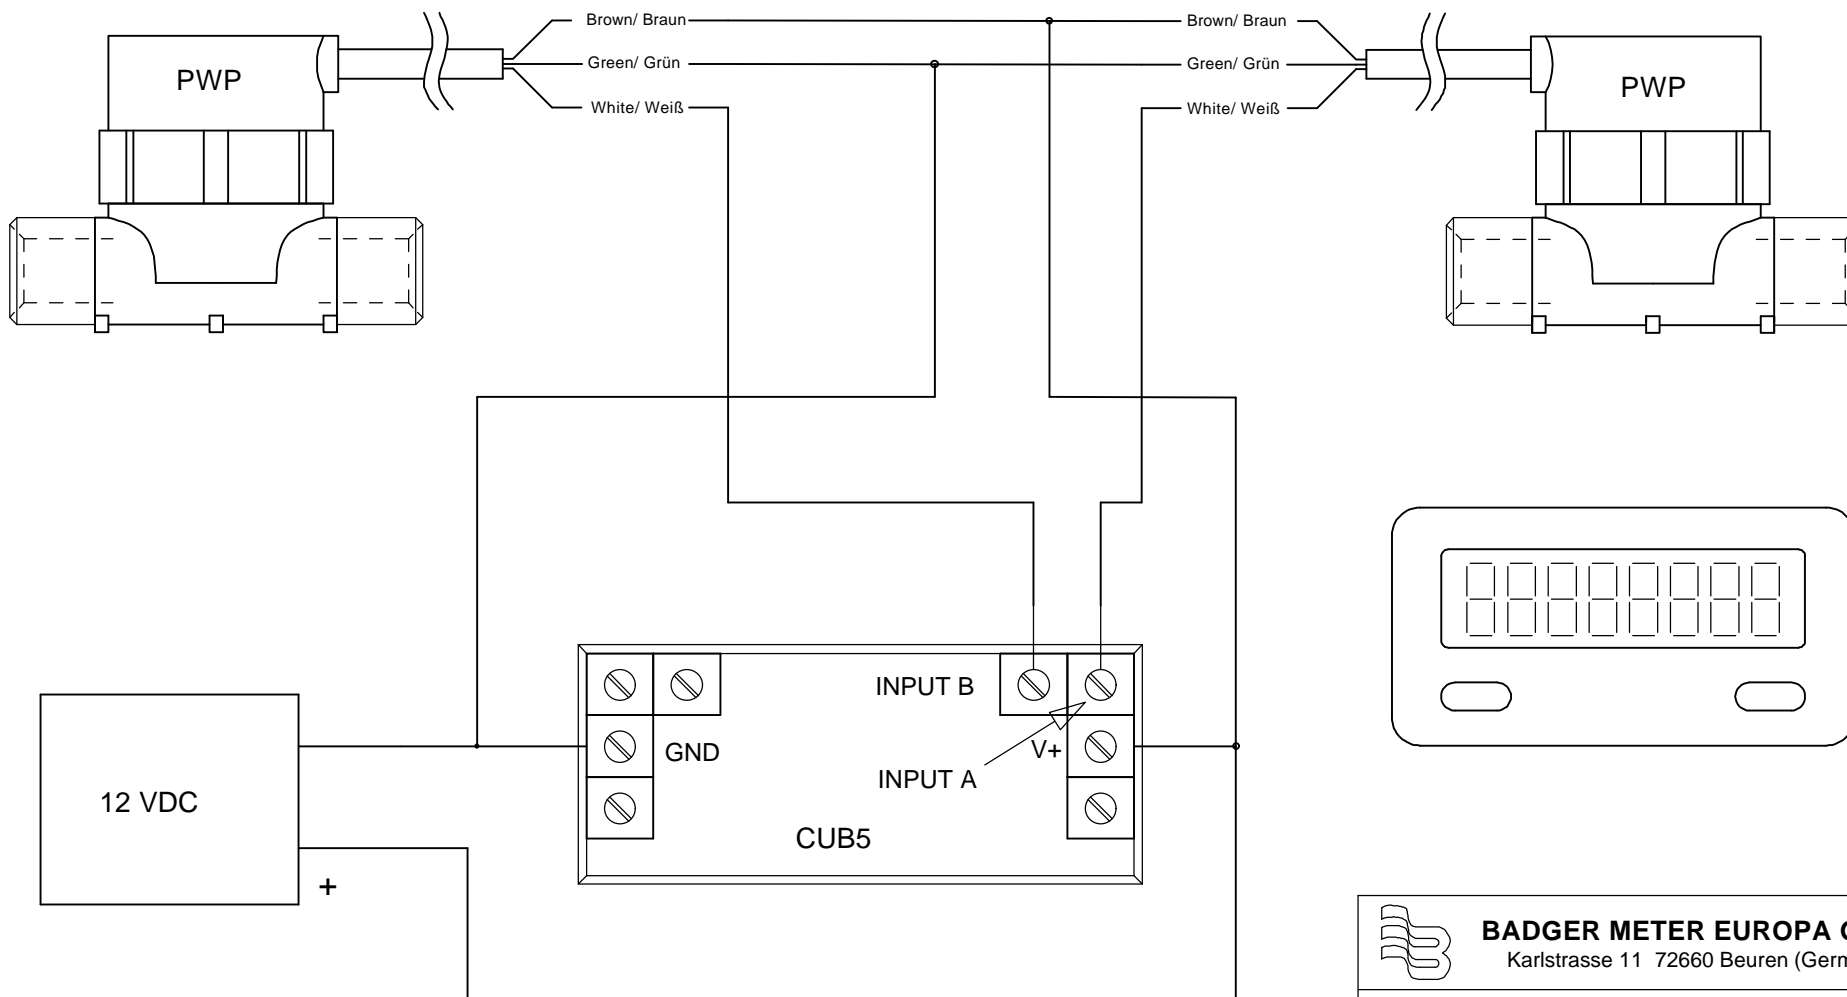 Brown/ Braun
Brown/ Braun
Green/ Grün
Green/ Grün
White/ Weiß
White/ Weiß
PWP
PWP
INPUT B
GND
V+
INPUT A
12 VDC
CUB5
+
BADGER METER EUROPA
Karlstrasse 11 72660 Beuren